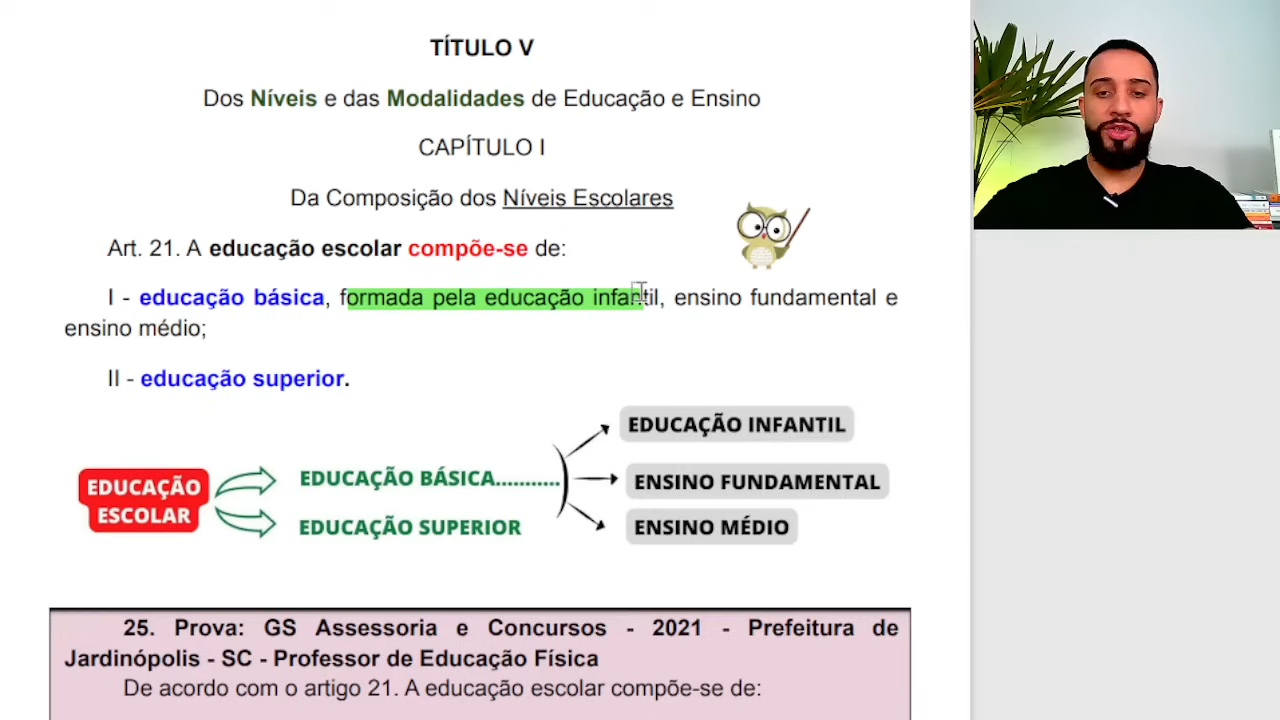 TÍTULO V
Dos Níveis e das Modalidades de Educação e Ensino
CAPÍTULO I
Da Composição dos Níveis Escolares
Art. 21. A educação escolar compõe-se de:
I - educação básica, formada pela educação infantil, ensino fundamental e
ensino médio;
II - educação superior.
EDUCAÇÃO
ESCOLAR
EDUCAÇÃO BÁSICA...........
EDUCAÇÃO SUPERIOR
EDUCAÇÃO INFANTIL
ENSINO FUNDAMENTAL
ENSINO MÉDIO
25. Prova: GS Assessoria e Concursos - 2021 - Prefeitura de
Jardinópolis - SC - Professor de Educação Física
De acordo com o artigo 21. A educação escolar compõe-se de: